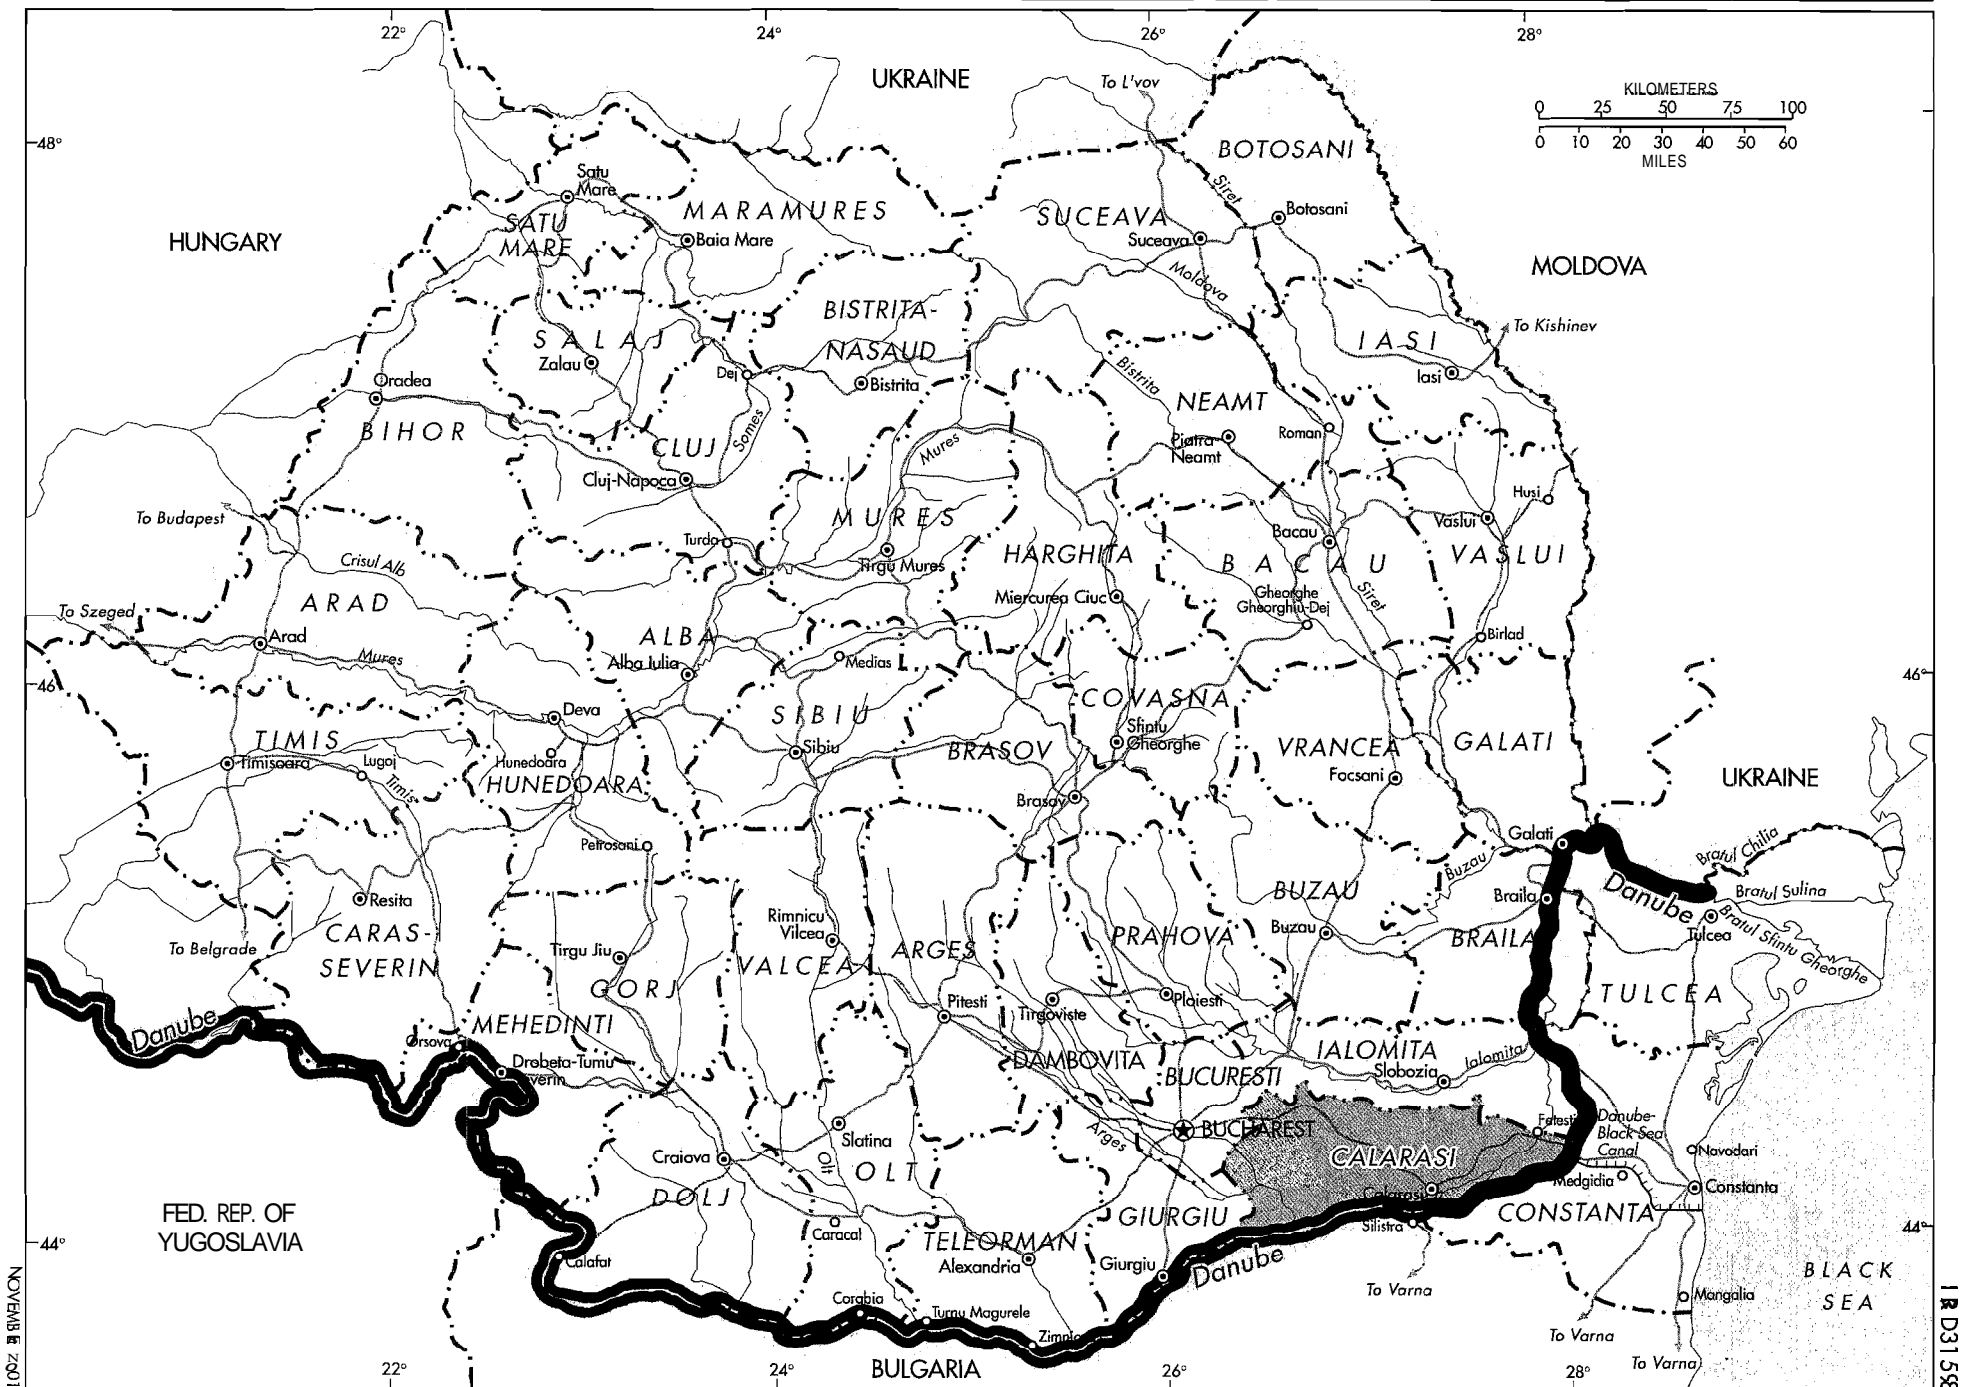 22°
24°
26°
28°
UKRAINE
To L'vov
KILOMETERS
0 25 50 75 100
0 10 20 30 40 50 60
MILES
48°
BOTOSANI
Satu
Mare
Siret
SATU
MARE
MARAMURES
SUCEAVA
Botosani
HUNGARY
Baia Mare
Suceava
Moldova
MOLDOVA
BISTRITA-
NASAUD
To Kishinev
SALAJ
IASI
Zalau
Dej
Bistrita
Bistrita
Iasi
Oradea
NEAMT
BIHOR
CLUJ
Somes
Mures
Piatra-
Neamt
Roman
Cluj-Napoca
Husi
To Budapest
MURES
Vaslui
Turda
HARGHITA
Bacau
BACAU
VASLUI
Crisul Alb
Tirgu Mures
ARAD
Miercurea Ciuc
Gheorghe
Gheorghiu-Dej
Siret
To Szeged
Arad
ALBA
Birlad
Mures
Alba Iulia
Medias
46°
46°
COVASNA
Deva
SIBIU
Sfintu
Gheorghe
TIMIS
Sibiu
BRASOV
VRANCEA
GALATI
Timisoara
Lugoj
Timis
Hunedoara
HUNEDOARA
Focsani
UKRAINE
Brasov
Petrosani
Galati
Bratul Chilia
Buzau
Danube
Bratul Sulina
Resita
BUZAU
Braila
Rimnicu
Vilcea
Bratul Sfintu Gheorghe
Tulcea
CARAS-
SEVERIN
To Belgrade
Tirgu Jiu
VALCEA
ARGES
PRAHOVA
Buzau
BRAILA
GORJ
Pitesti
Tirgoviste
Ploiesti
TULCEA
Danube
MEHEDINTI
Orsova
Drobeta-Turnu
DAMBOVITA
BUCURESTI
IALOMITA
Ialomita
Slobozia
Arges
BUCHAREST
Danube-
Black Sea
Canal
Slatina
Navodari
Craiova
Olt
OLT
CALARASI
Medgidia
Constanta
DOLJ
Calarasi
FED. REP. OF
YUGOSLAVIA
Caracal
GIURGIU
Silistra
CONSTANTA
44°
44°
TELEORMAN
Calafat
Alexandria
Giurgiu
Danube
To Varna
BLACK
SEA
Mangalia
Corabia
Turnu Magurele
To Varna
To Varna
22°
24°
BULGARIA
26°
28°